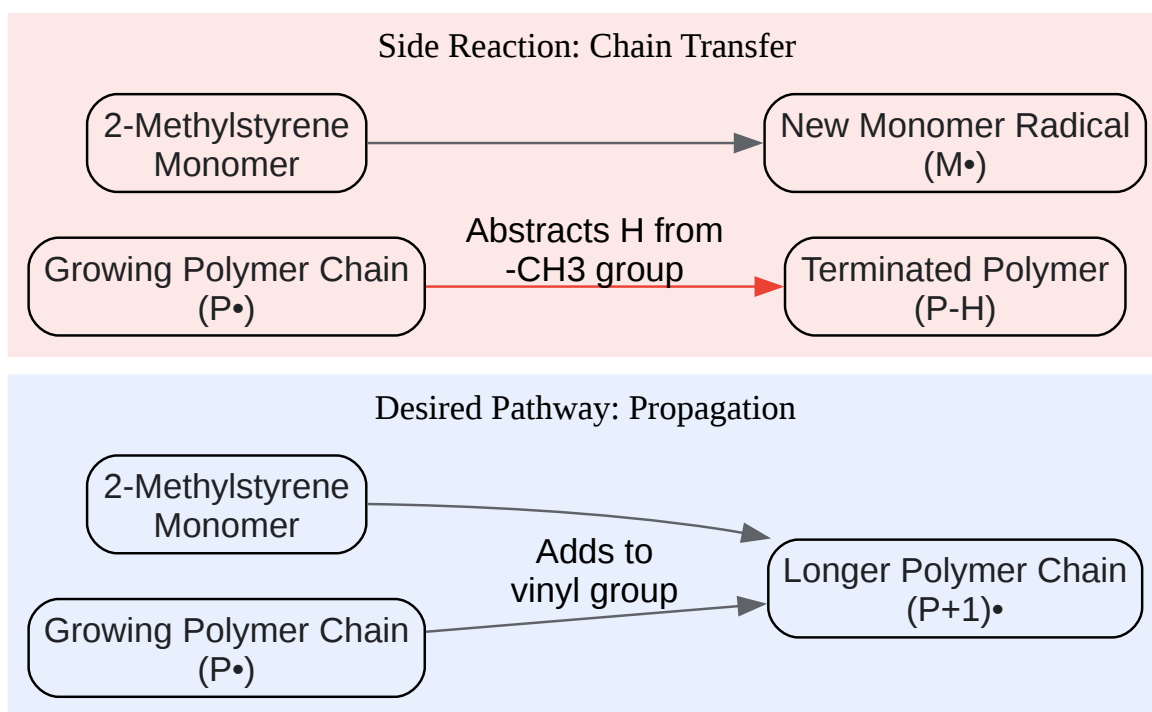 Side Reaction: Chain Transfer
2-Methylstyrene
Monomer
New Monomer Radical
(M•)
Abstracts H from
-CH3 group
Growing Polymer Chain
(P•)
Terminated Polymer
(P-H)
Desired Pathway: Propagation
2-Methylstyrene
Monomer
Adds to
vinyl group
Longer Polymer Chain
(P+1)•
Growing Polymer Chain
(P•)